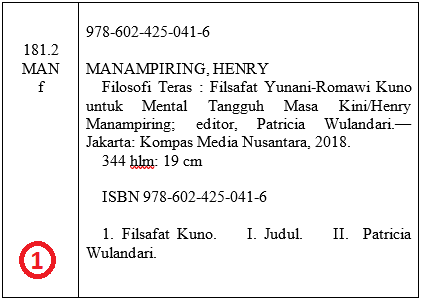 978-602-425-041-6
181.2
MAN
f
MANAMPIRING, HENRY
Filosofi Teras : Filsafat Yunani-Romawi Kuno
untuk Mental Tangguh Masa Kini/Henry
Manampiring; editor, Patricia Wulandari.—
Jakarta: Kompas Media Nusantara, 2018.
344 hlm: 19 cm
ISBN 978-602-425-041-6
1. Filsafat Kuno. I. Judul. II. Patricia
Wulandari.
1